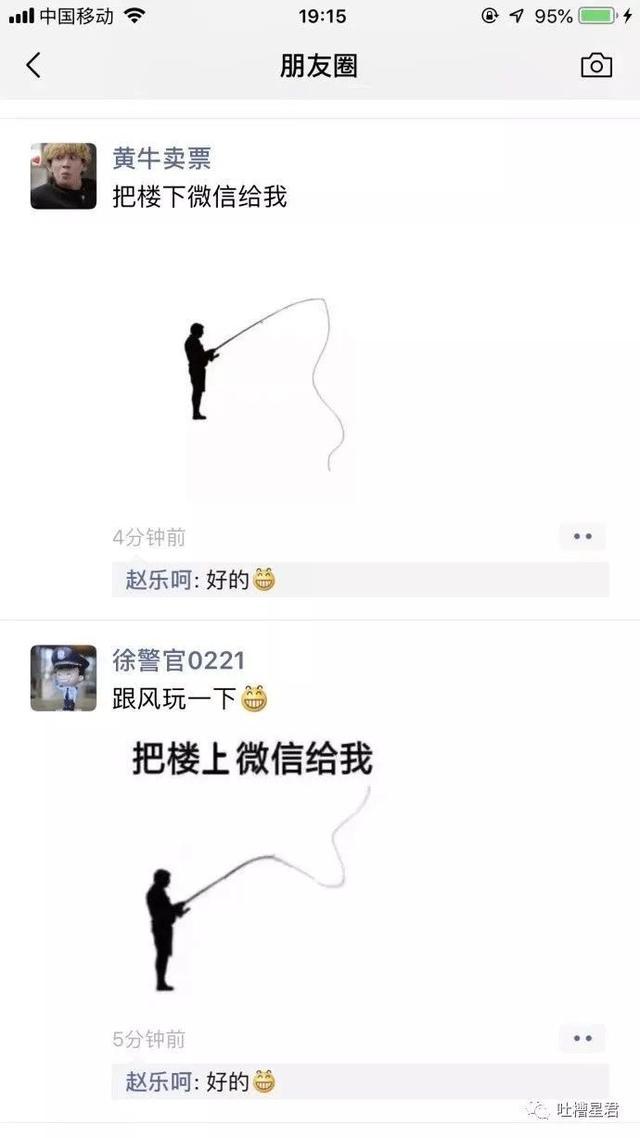 中国移动 19:15 95%
朋友圈
黄牛卖票
把楼下微信给我
4分钟前
赵乐呵: 好的😁
徐警官0221
跟风玩一下😁
把楼上微信给我
5分钟前
赵乐呵: 好的😁
吐槽星君